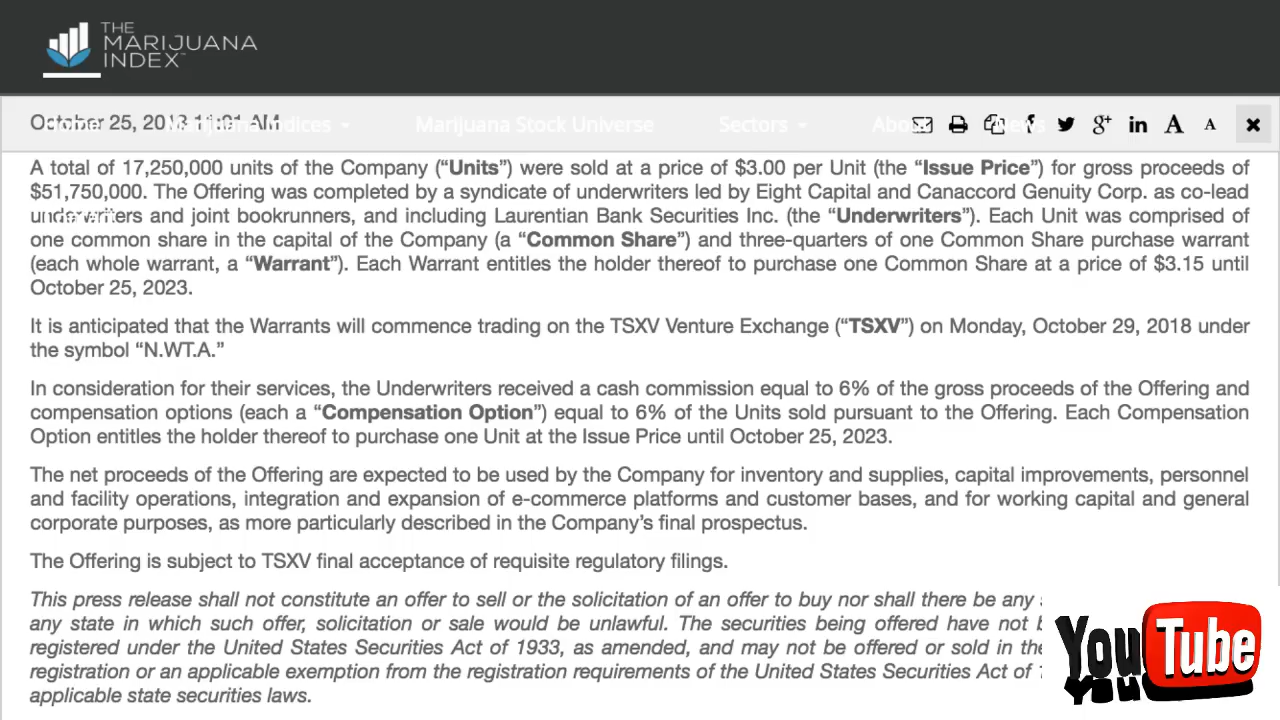 THE
MARIJUANA
INDEX™
October 25, 2018 11:01 AM
Home Marijuana Indices Marijuana Stock Universe Sectors About News
A total of 17,250,000 units of the Company (“Units”) were sold at a price of $3.00 per Unit (the “Issue Price”) for gross proceeds of
$51,750,000. The Offering was completed by a syndicate of underwriters led by Eight Capital and Canaccord Genuity Corp. as co-lead
underwriters and joint bookrunners, and including Laurentian Bank Securities Inc. (the “Underwriters”). Each Unit was comprised of
one common share in the capital of the Company (a “Common Share”) and three-quarters of one Common Share purchase warrant
(each whole warrant, a “Warrant”). Each Warrant entitles the holder thereof to purchase one Common Share at a price of $3.15 until
October 25, 2023.
It is anticipated that the Warrants will commence trading on the TSXV Venture Exchange (“TSXV”) on Monday, October 29, 2018 under
the symbol “N.WT.A.”
In consideration for their services, the Underwriters received a cash commission equal to 6% of the gross proceeds of the Offering and
compensation options (each a “Compensation Option”) equal to 6% of the Units sold pursuant to the Offering. Each Compensation
Option entitles the holder thereof to purchase one Unit at the Issue Price until October 25, 2023.
The net proceeds of the Offering are expected to be used by the Company for inventory and supplies, capital improvements, personnel
and facility operations, integration and expansion of e-commerce platforms and customer bases, and for working capital and general
corporate purposes, as more particularly described in the Company’s final prospectus.
The Offering is subject to TSXV final acceptance of requisite regulatory filings.
This press release shall not constitute an offer to sell or the solicitation of an offer to buy nor shall there be any
any state in which such offer, solicitation or sale would be unlawful. The securities being offered have not
registered under the United States Securities Act of 1933, as amended, and may not be offered or sold in the
registration or an applicable exemption from the registration requirements of the United States Securities Act of
applicable state securities laws.
YouTube